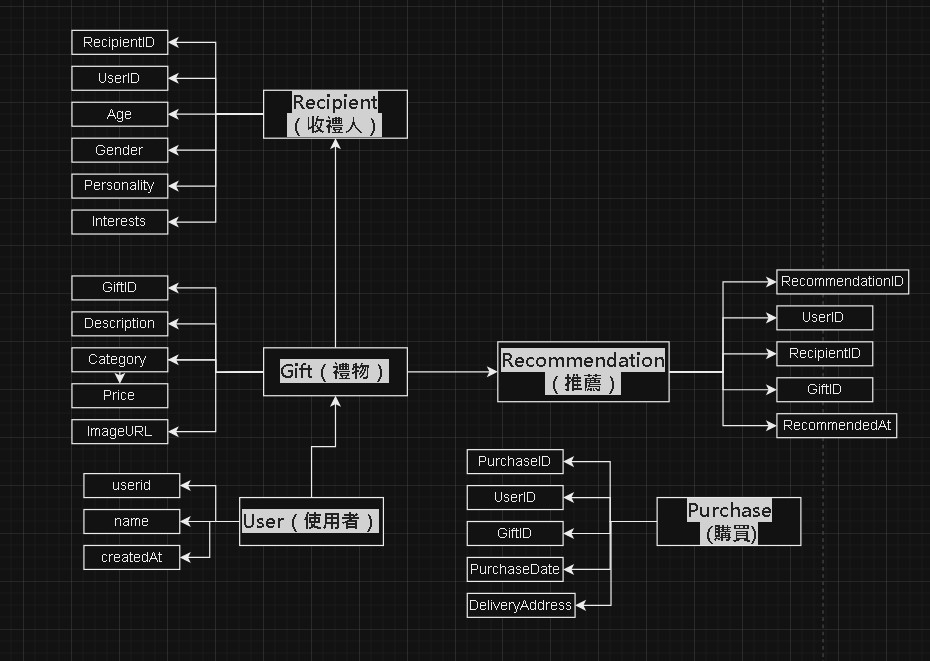 RecipientID
UserID
Age
Gender
Personality
Interests
Recipient
（收禮人）
GiftID
Description
Category
Price
ImageURL
Gift（禮物）
Recommendation
（推薦）
RecommendationID
UserID
RecipientID
GiftID
RecommendedAt
userid
name
createdAt
User（使用者）
PurchaseID
UserID
GiftID
PurchaseDate
DeliveryAddress
Purchase
(購買)